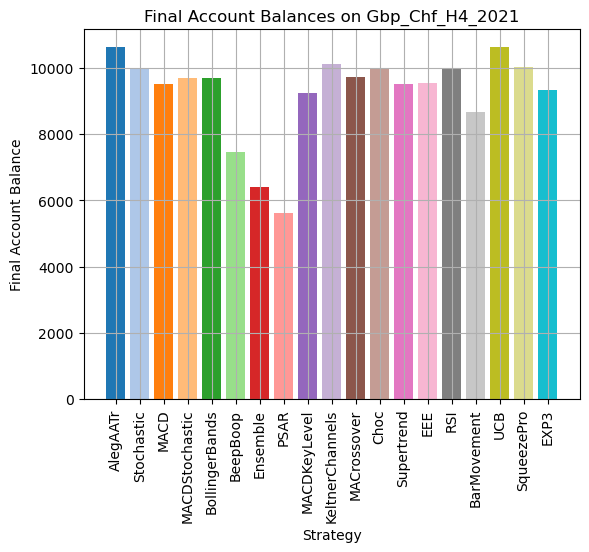 Final Account Balances on Gbp_Chf_H4_2021
Final Account Balance
10000
8000
6000
4000
2000
0
AlegAATr
Stochastic
MACD
MACDStochastic
BollingerBands
BeepBoop
Ensemble
PSAR
MACDKeyLevel
KeltnerChannels
MACrossover
Choc
Supertrend
EEE
RSI
BarMovement
UCB
SqueezePro
EXP3
Strategy